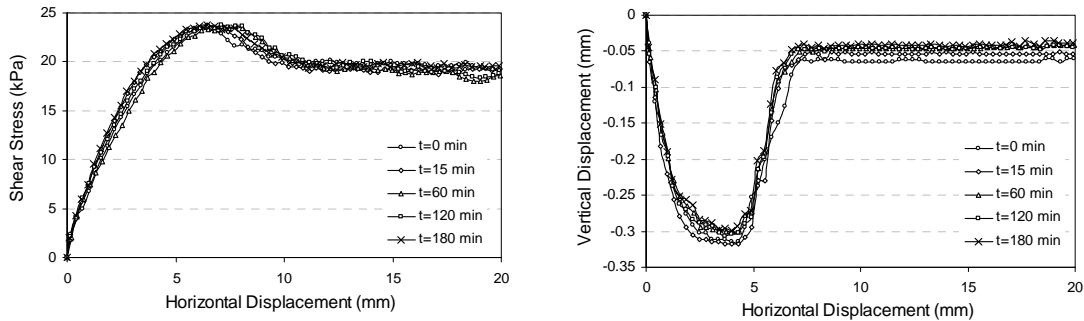 25
20
15
10
5
0
Shear Stress (kPa)
t=0 min
t=15 min
t=60 min
t=120 min
t=180 min
0 5 10 15 20
Horizontal Displacement (mm)
0
-0.05
-0.1
-0.15
-0.2
-0.25
-0.3
-0.35
Vertical Displacement (mm)
t=0 min
t=15 min
t=60 min
t=120 min
t=180 min
0 5 10 15 20
Horizontal Displacement (mm)